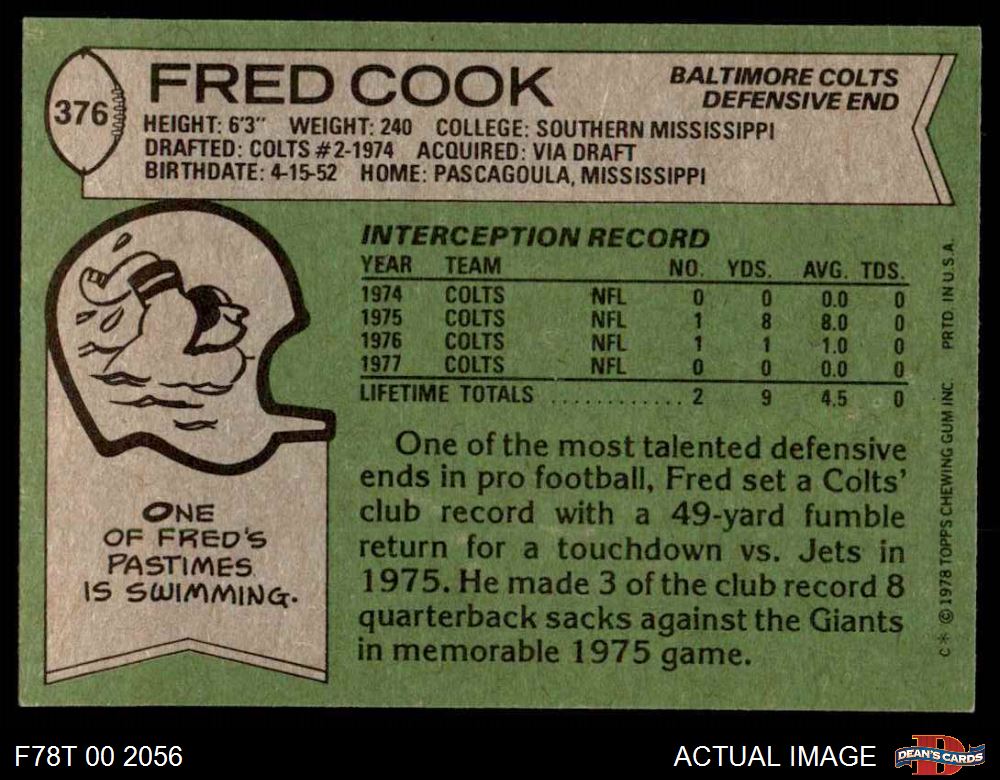 376
FRED COOK
BALTIMORE COLTS
DEFENSIVE END
HEIGHT: 6'3" WEIGHT: 240 COLLEGE: SOUTHERN MISSISSIPPI
DRAFTED: COLTS #2-1974 ACQUIRED: VIA DRAFT
BIRTHDATE: 4-15-52 HOME: PASCAGOULA, MISSISSIPPI
INTERCEPTION RECORD
YEAR TEAM NO. YDS. AVG. TDS.
1974 COLTS NFL 0 0 0.0 0
1975 COLTS NFL 1 8 8.0 0
1976 COLTS NFL 1 1 1.0 0
1977 COLTS NFL 0 0 0.0 0
LIFETIME TOTALS ............ 2 9 4.5 0
One of the most talented defensive
ends in pro football, Fred set a Colts'
club record with a 49-yard fumble
return for a touchdown vs. Jets in
1975. He made 3 of the club record 8
quarterback sacks against the Giants
in memorable 1975 game.
ONE
OF FRED'S
PASTIMES
IS SWIMMING.
C* ©1978 TOPPS CHEWING GUM INC. PRTD. IN U.S.A.
F78T 00 2056
ACTUAL IMAGE
D
DEAN'S CARDS